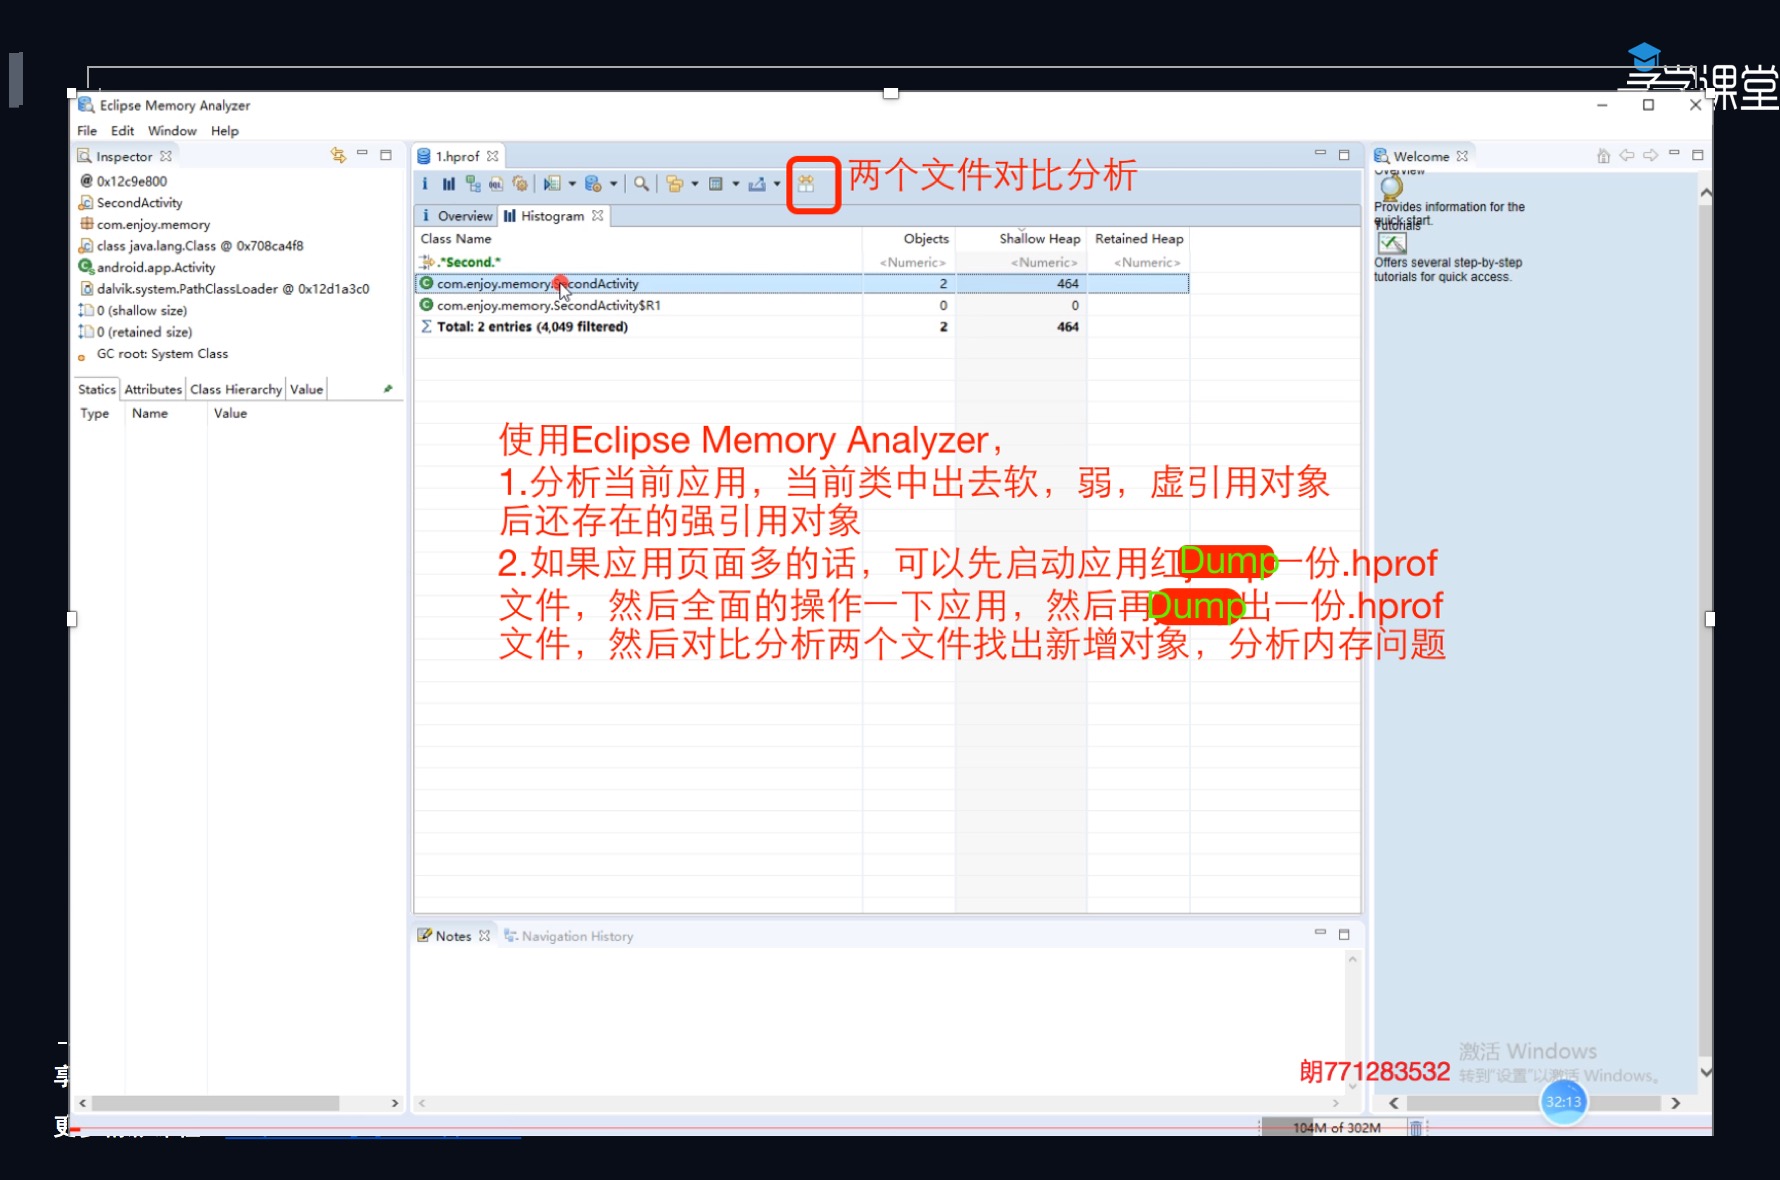 享学课堂
Eclipse Memory Analyzer
File Edit Window Help
Inspector
@ 0x12c9e800
SecondActivity
com.enjoy.memory
class java.lang.Class @ 0x708ca4f8
android.app.Activity
dalvik.system.PathClassLoader @ 0x12d1a3c0
0 (shallow size)
0 (retained size)
GC root: System Class
Statics Attributes Class Hierarchy Value
Type Name Value
1.hprof
两个文件对比分析
i Overview Histogram
Class Name Objects Shallow Heap Retained Heap
.*Second.* <Numeric> <Numeric> <Numeric>
com.enjoy.memory.SecondActivity 2 464
com.enjoy.memory.SecondActivity$R1 0 0
Σ Total: 2 entries (4,049 filtered) 2 464
使用Eclipse Memory Analyzer，
1.分析当前应用，当前类中出去软，弱，虚引用对象
后还存在的强引用对象
2.如果应用页面多的话，可以先启动应用红Dump一份.hprof
文件，然后全面的操作一下应用，然后再Dump出一份.hprof
文件，然后对比分析两个文件找出新增对象，分析内存问题
Welcome
Overview
Provides information for the
quick start.
Tutorials
Offers several step-by-step
tutorials for quick access.
Notes Navigation History
朗771283532
激活 Windows
转到"设置"以激活 Windows。
32:13
104M of 302M